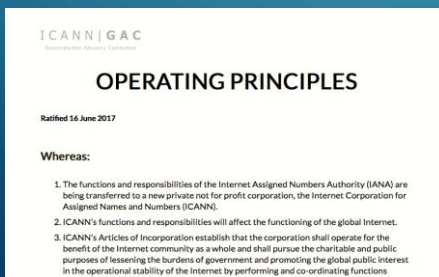 ICANN|GAC
Governmental Advisory Committee
OPERATING PRINCIPLES
Ratified 16 June 2017
Whereas:
1. The functions and responsibilities of the Internet Assigned Numbers Authority (IANA) are
being transferred to a new private not for profit corporation, the Internet Corporation for
Assigned Names and Numbers (ICANN).
2. ICANN's functions and responsibilities will affect the functioning of the global Internet.
3. ICANN's Articles of Incorporation establish that the corporation shall operate for the
benefit of the Internet community as a whole and shall pursue the charitable and public
purposes of lessening the burdens of government and promoting the global public interest
in the operational stability of the Internet by performing and co-ordinating functions